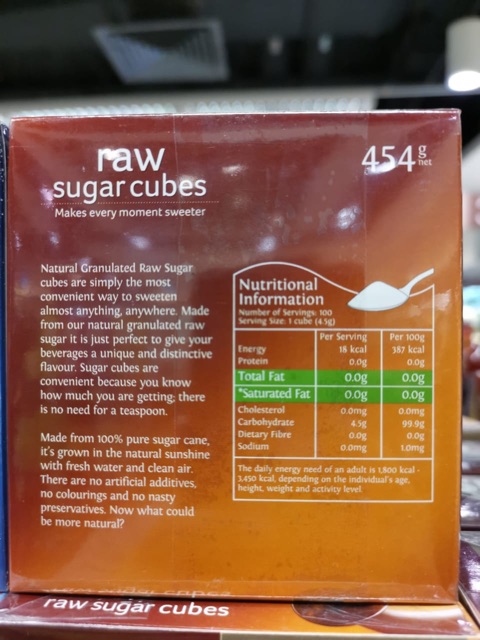 raw
sugar cubes
Makes every moment sweeter
454g
net
Natural Granulated Raw Sugar
cubes are simply the most
convenient way to sweeten
almost anything, anywhere. Made
from our natural granulated raw
sugar it is just perfect to give your
beverages a unique and distinctive
flavour. Sugar cubes are
convenient because you know
how much you are getting; there
is no need for a teaspoon.
Made from 100% pure sugar cane,
it's grown in the natural sunshine
with fresh water and clean air.
There are no artificial additives,
no colourings and no nasty
preservatives. Now what could
be more natural?
Nutritional
Information
Number of Servings: 100
Serving Size: 1 cube (4.5g)
Per Serving Per 100g
Energy 18 kcal 387 kcal
Protein 0.0g 0.0g
Total Fat 0.0g 0.0g
*Saturated Fat 0.0g 0.0g
Cholesterol 0.0mg 0.0mg
Carbohydrate 4.5g 99.9g
Dietary Fibre 0.0g 0.0g
Sodium 0.0mg 1.0mg
The daily energy need of an adult is 1,800 kcal -
3,450 kcal, depending on the individual's age,
height, weight and activity level
raw sugar cubes